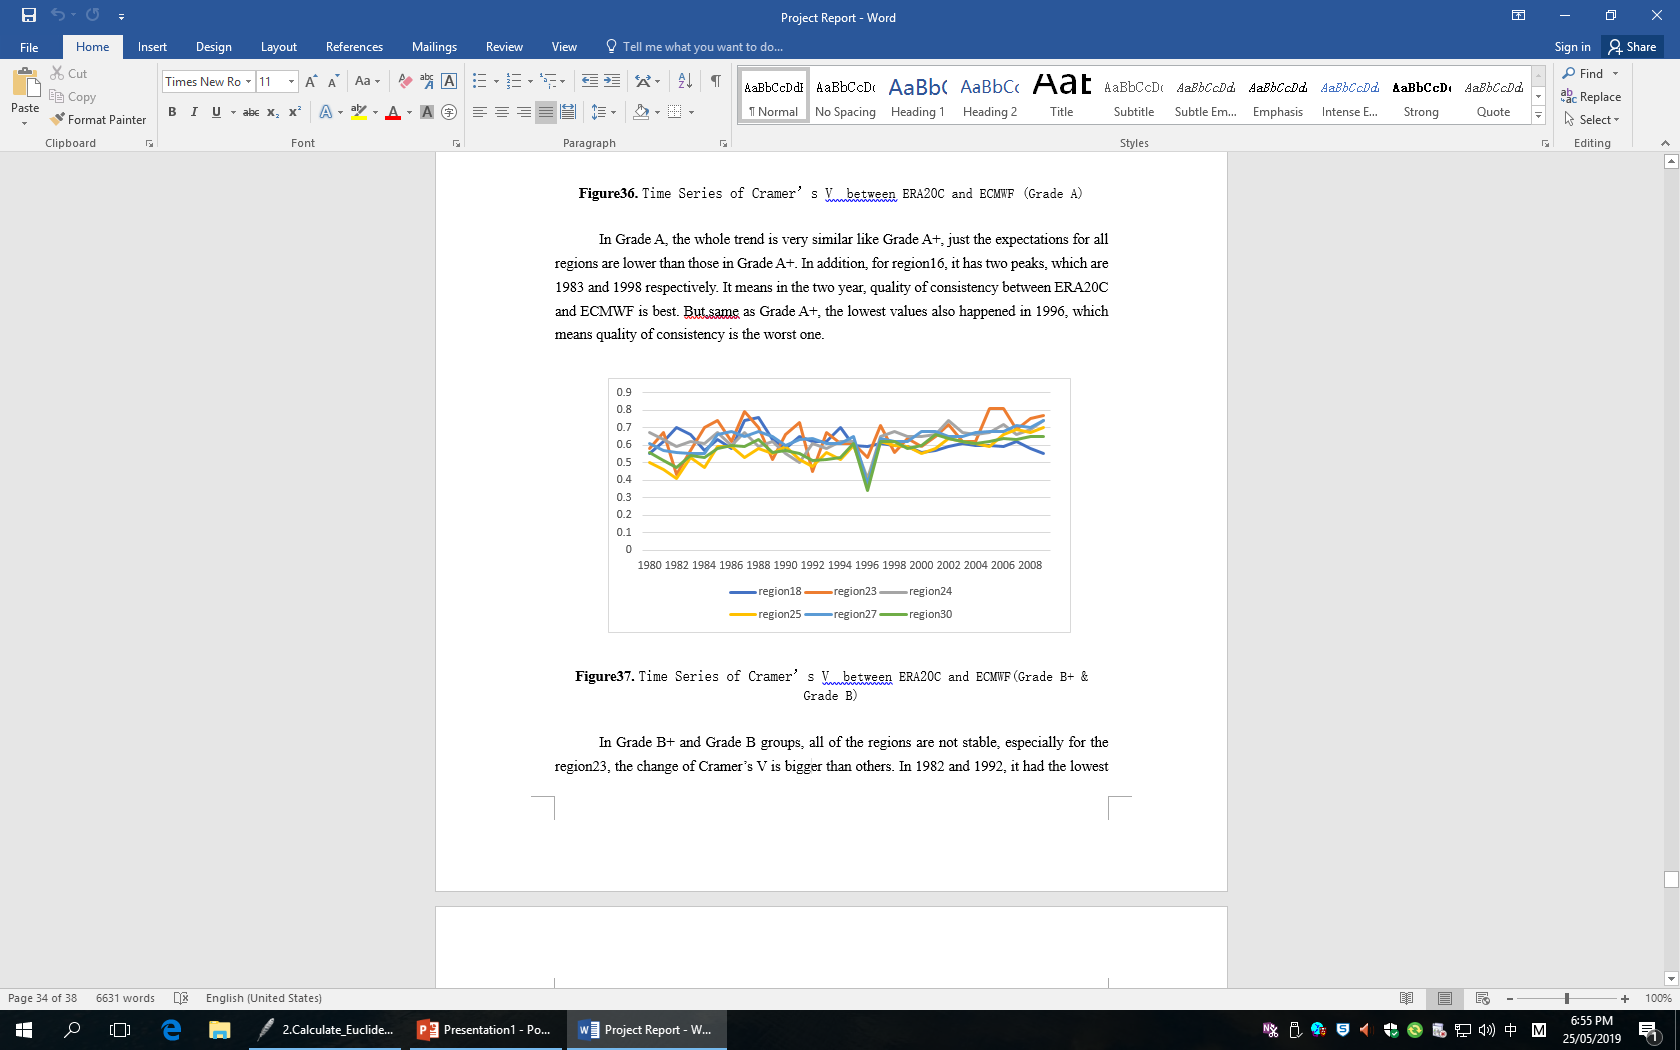 Project Report - Word
File Home Insert Design Layout References Mailings Review View Tell me what you want to do... Sign in Share
Paste
Cut
Copy
Format Painter
Clipboard
Times New Ro 11
B I U abc x₂ x²
Font
Paragraph
AaBbCcDdE AaBbCcDc AaBb( AaBbCc Aat AaBbCcD( AaBbCcDd AaBbCcDd AaBbCcDd AaBbCcD( AaBbCcDd
¶ Normal No Spacing Heading 1 Heading 2 Title Subtitle Subtle Em... Emphasis Intense E... Strong Quote
Styles
Find
Replace
Select
Editing
Figure36. Time Series of Cramer’s V between ERA20C and ECMWF (Grade A)
In Grade A, the whole trend is very similar like Grade A+, just the expectations for all
regions are lower than those in Grade A+. In addition, for region16, it has two peaks, which are
1983 and 1998 respectively. It means in the two year, quality of consistency between ERA20C
and ECMWF is best. But same as Grade A+, the lowest values also happened in 1996, which
means quality of consistency is the worst one.
0.9
0.8
0.7
0.6
0.5
0.4
0.3
0.2
0.1
0
1980 1982 1984 1986 1988 1990 1992 1994 1996 1998 2000 2002 2004 2006 2008
region18 region23 region24
region25 region27 region30
Figure37. Time Series of Cramer’s V between ERA20C and ECMWF(Grade B+ &
Grade B)
In Grade B+ and Grade B groups, all of the regions are not stable, especially for the
region23, the change of Cramer’s V is bigger than others. In 1982 and 1992, it had the lowest
Page 34 of 38 6631 words English (United States) 100%
2.Calculate_Euclide... Presentation1 - Po... Project Report - W...
中 M
6:55 PM
25/05/2019
1